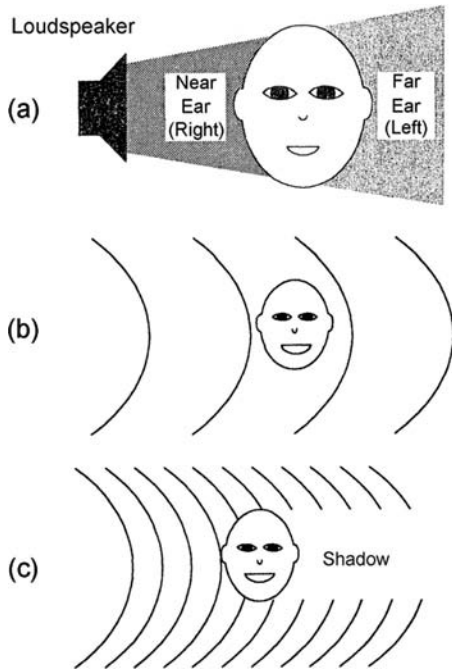 Loudspeaker
(a)
Near
Ear
(Right)
Far
Ear
(Left)
(b)
(c)
Shadow